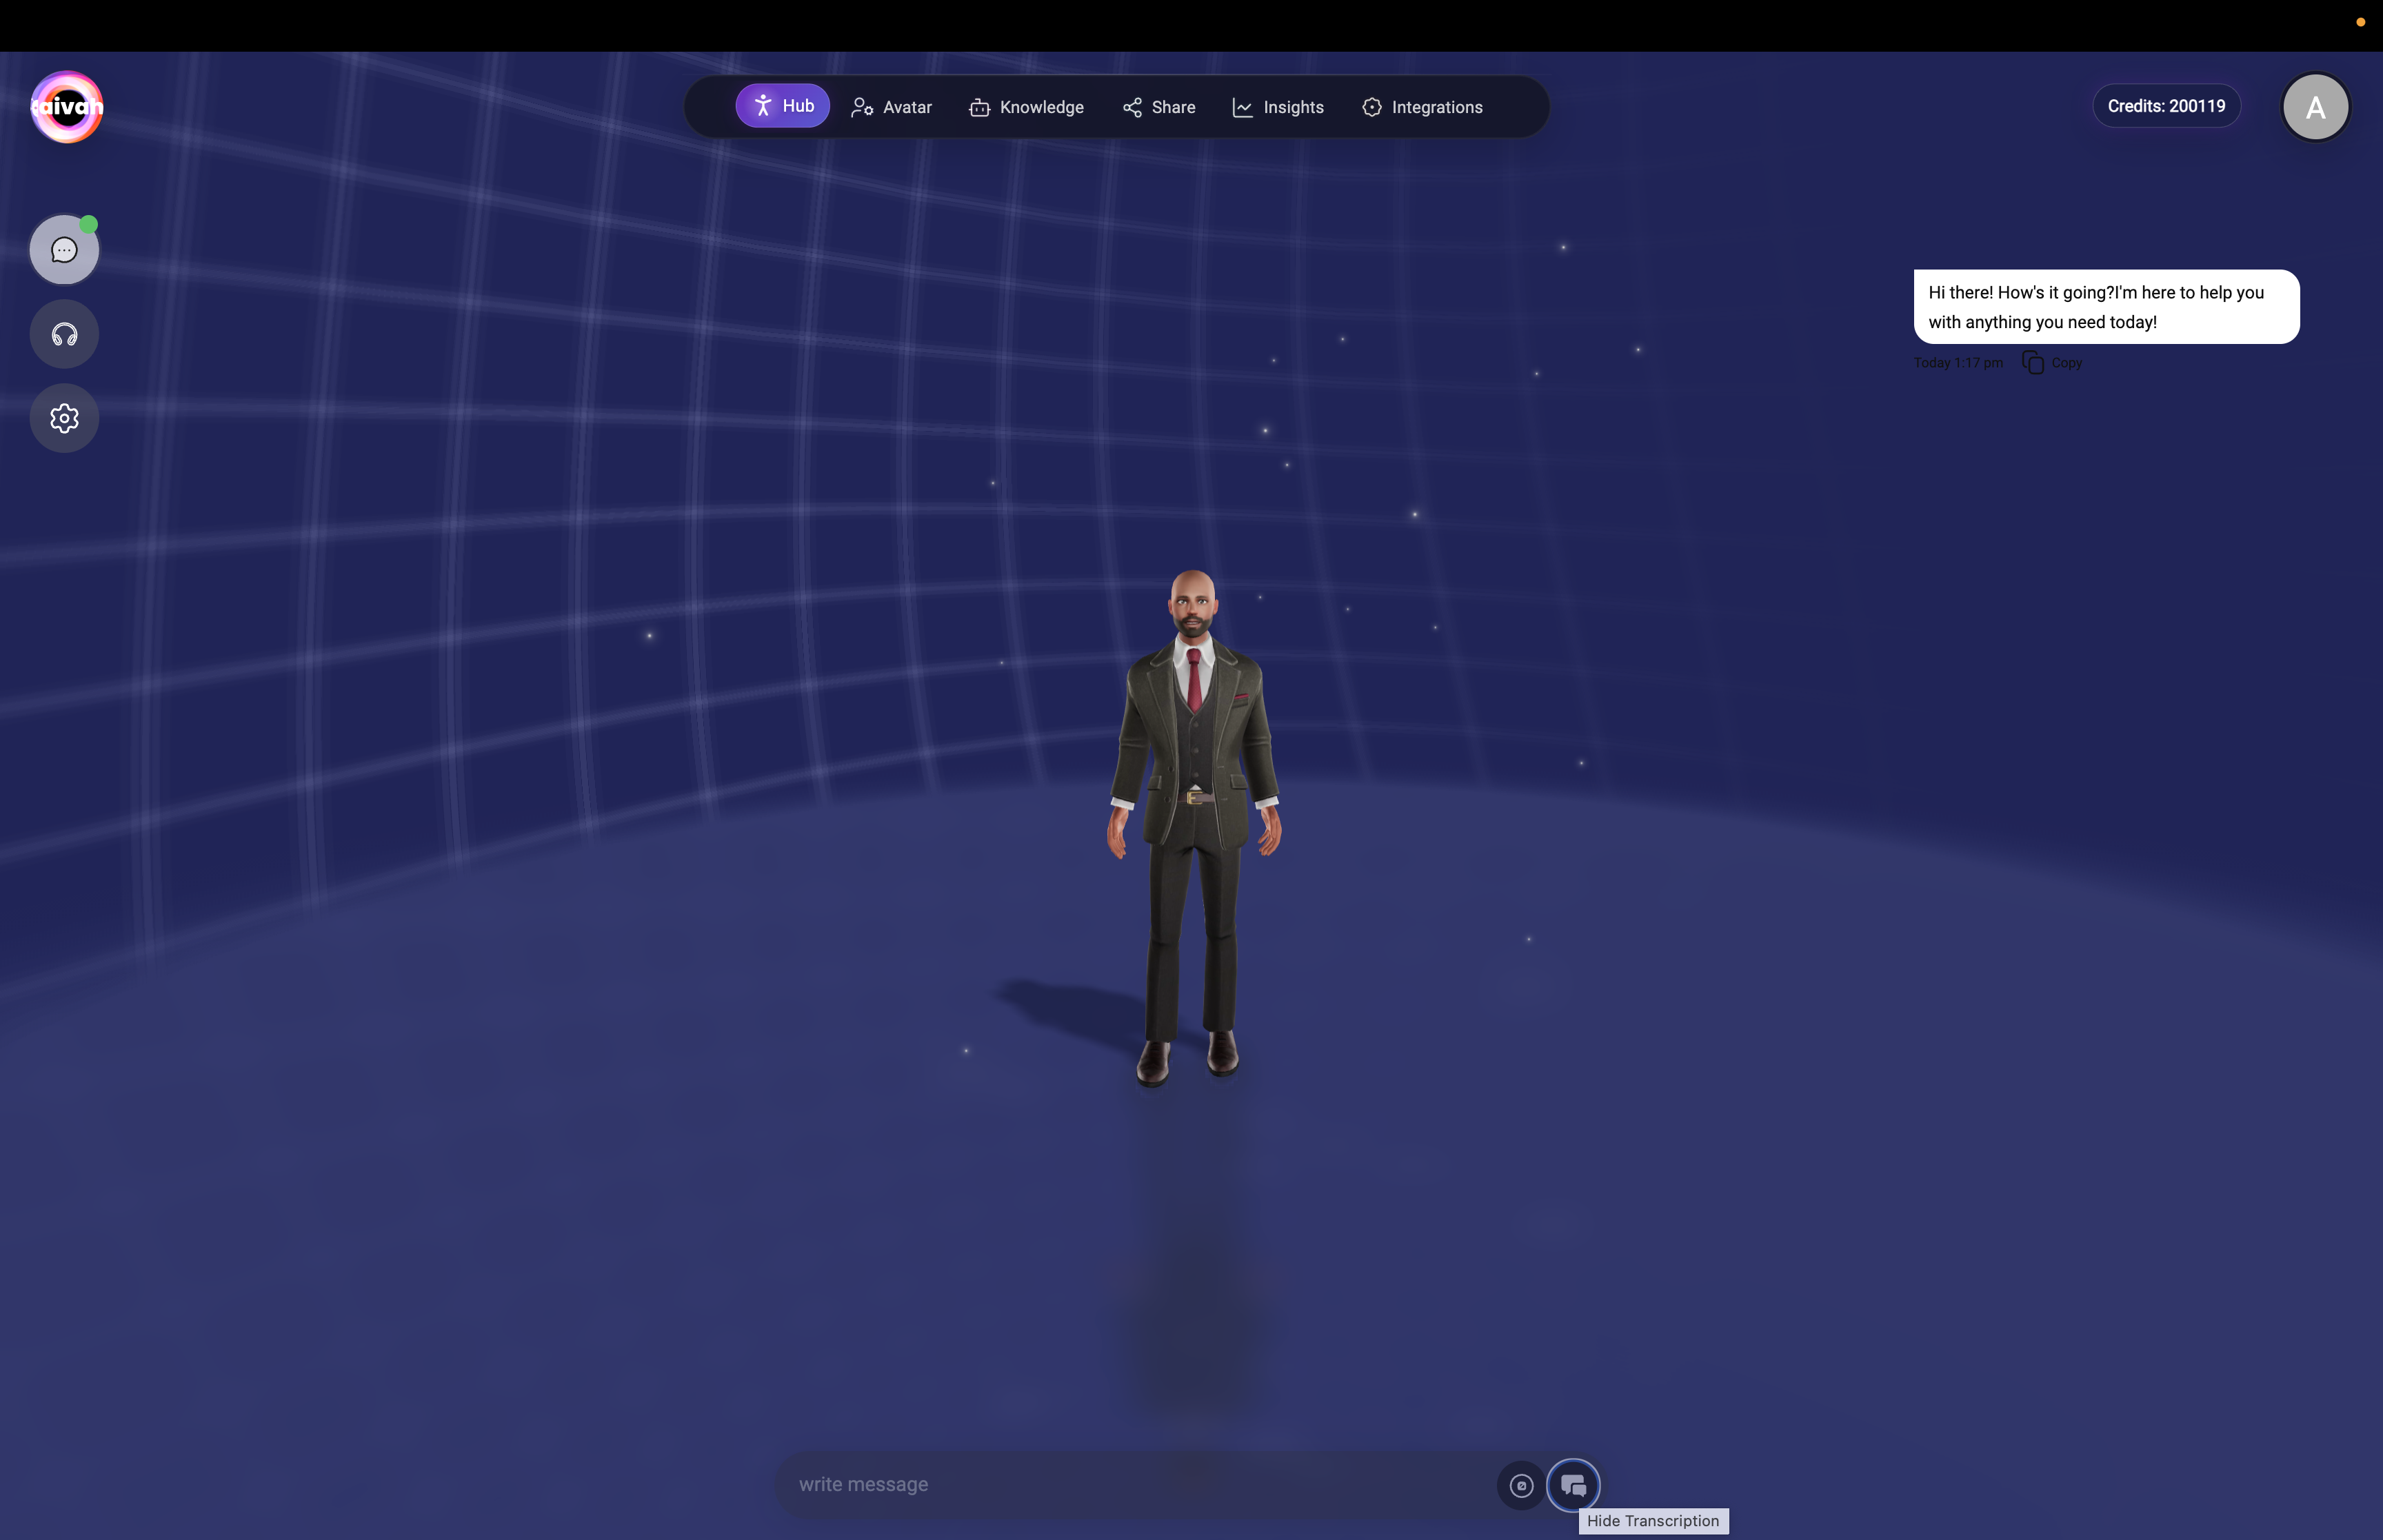 aivah
Hub
Avatar
Knowledge
Share
Insights
Integrations
Credits: 200119
A
Hi there! How's it going?I'm here to help you
with anything you need today!
Today 1:17 pm
Copy
write message
Hide Transcription